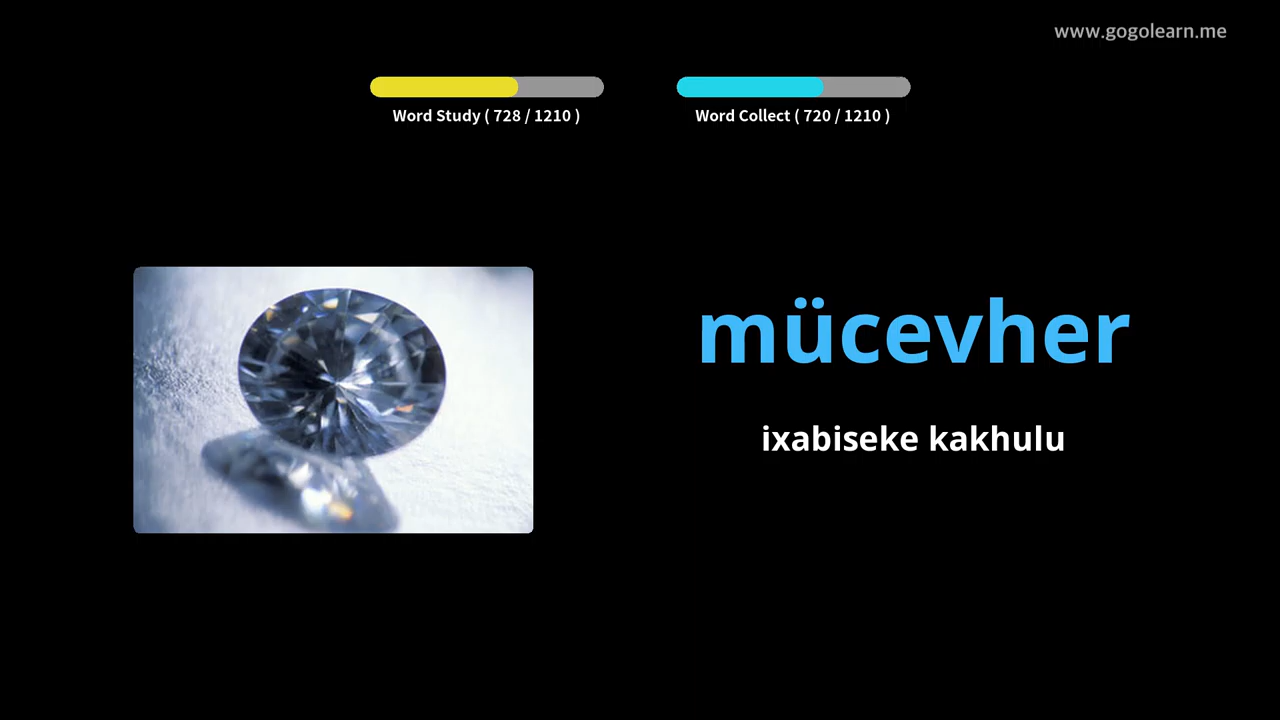 www.gogolearn.me
Word Study ( 728 / 1210 )
Word Collect ( 720 / 1210 )
mücevher
ixabiseke kakhulu